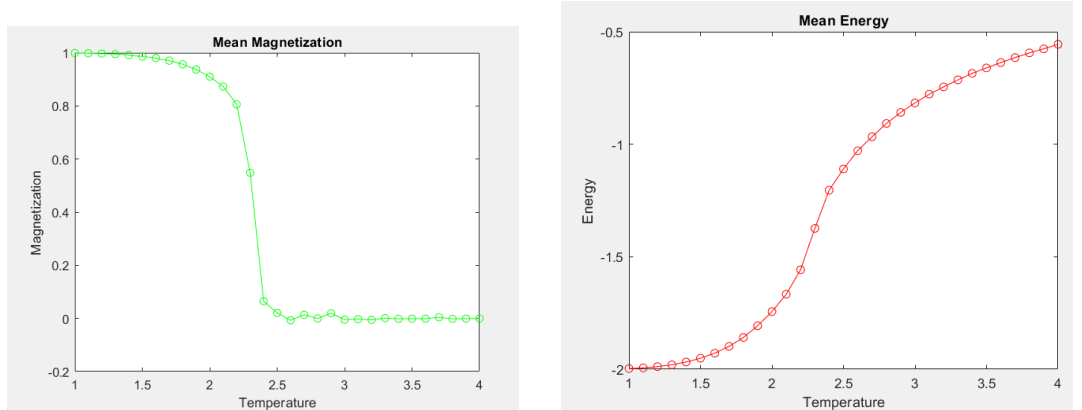 Mean Magnetization
Magnetization
1
0.8
0.6
0.4
0.2
0
-0.2
1 1.5 2 2.5 3 3.5 4
Temperature
Mean Energy
Energy
-0.5
-1
-1.5
-2
1 1.5 2 2.5 3 3.5 4
Temperature